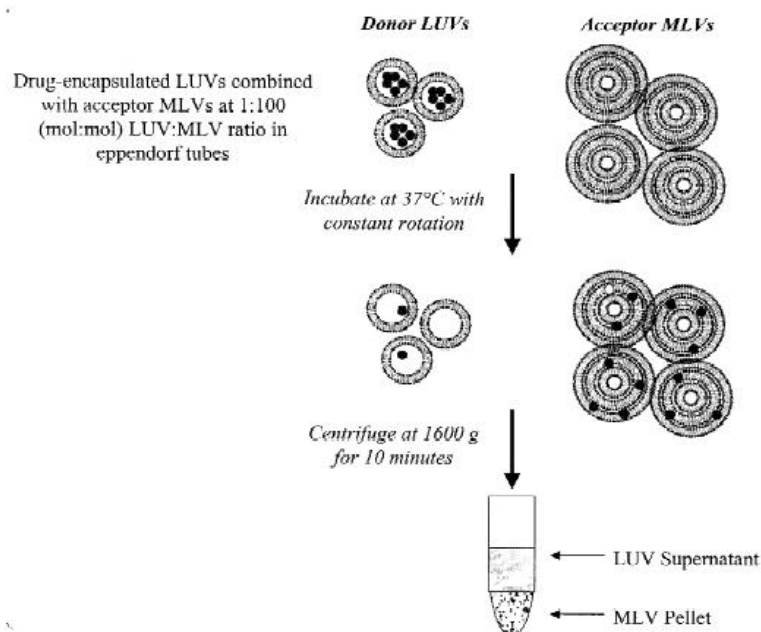 Donor LUVs
Acceptor MLVs
Drug-encapsulated LUVs combined
with acceptor MLVs at 1:100
(mol:mol) LUV:MLV ratio in
eppendorf tubes
Incubate at 37°C with
constant rotation
Centrifuge at 1600 g
for 10 minutes
LUV Supernatant
MLV Pellet